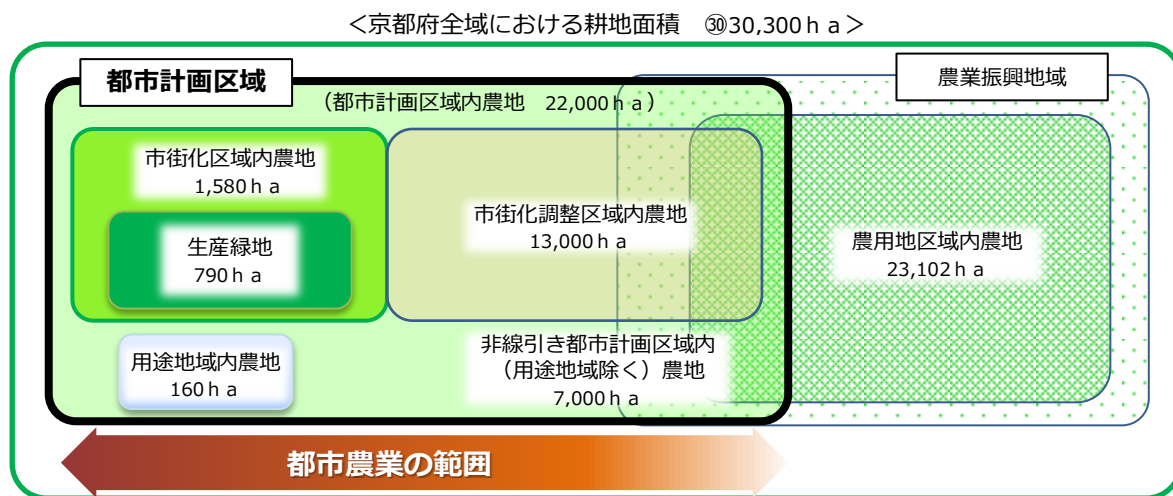 ＜京都府全域における耕地面積　㉚30,300ｈａ＞
都市計画区域
農業振興地域
（都市計画区域内農地　22,000ｈａ）
市街化区域内農地
1,580ｈａ
生産緑地
790ｈａ
市街化調整区域内農地
13,000ｈａ
農用地区域内農地
23,102ｈａ
用途地域内農地
160ｈａ
非線引き都市計画区域内
（用途地域除く）農地
7,000ｈａ
都市農業の範囲